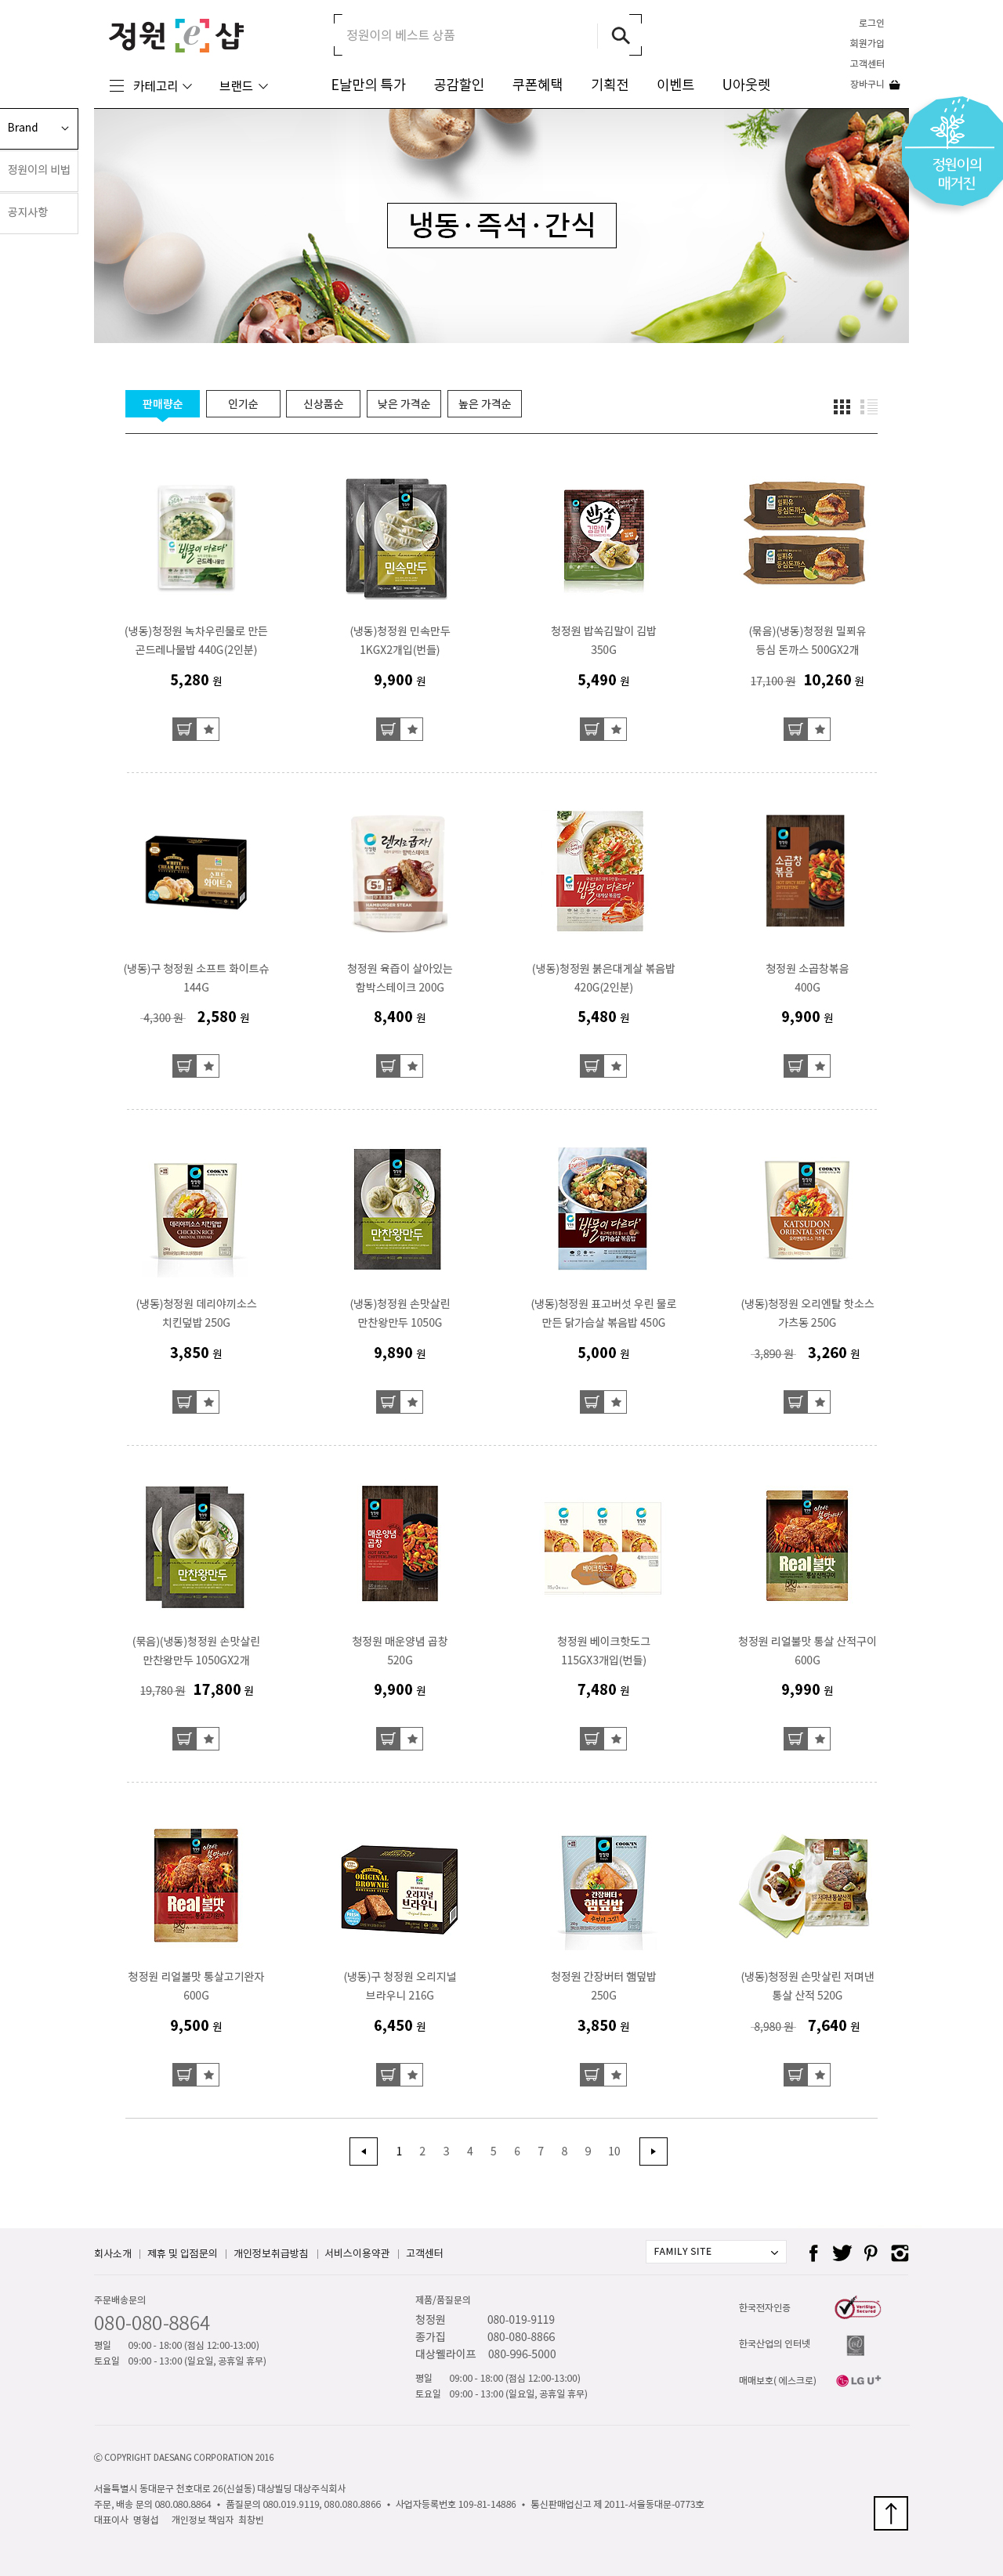 정원 e 샵
정원이의 베스트 상품
로그인
회원가입
고객센터
장바구니
카테고리
브랜드
E날만의 특가
공감할인
쿠폰혜택
기획전
이벤트
U아웃렛
Brand
정원이의 비법
공지사항
정원이의
매거진
냉동·즉석·간식
판매량순
인기순
신상품순
낮은 가격순
높은 가격순
(냉동)청정원 녹차우린물로 만든
곤드레나물밥 440G(2인분)
5,280 원
(냉동)청정원 민속만두
1KGX2개입(번들)
9,900 원
청정원 밥쏙김말이 김밥
350G
5,490 원
(묶음)(냉동)청정원 밀푀유
등심 돈까스 500GX2개
17,100 원 10,260 원
(냉동)구 청정원 소프트 화이트슈
144G
4,300 원 2,580 원
청정원 육즙이 살아있는
함박스테이크 200G
8,400 원
(냉동)청정원 붉은대게살 볶음밥
420G(2인분)
5,480 원
청정원 소곱창볶음
400G
9,900 원
(냉동)청정원 데리야끼소스
치킨덮밥 250G
3,850 원
(냉동)청정원 손맛살린
만찬왕만두 1050G
9,890 원
(냉동)청정원 표고버섯 우린 물로
만든 닭가슴살 볶음밥 450G
5,000 원
(냉동)청정원 오리엔탈 핫소스
가츠동 250G
3,890 원 3,260 원
(묶음)(냉동)청정원 손맛살린
만찬왕만두 1050GX2개
19,780 원 17,800 원
청정원 매운양념 곱창
520G
9,900 원
청정원 베이크핫도그
115GX3개입(번들)
7,480 원
청정원 리얼불맛 통살 산적구이
600G
9,990 원
청정원 리얼불맛 통살고기완자
600G
9,500 원
(냉동)구 청정원 오리지널
브라우니 216G
6,450 원
청정원 간장버터 햄덮밥
250G
3,850 원
(냉동)청정원 손맛살린 저며낸
통살 산적 520G
8,980 원 7,640 원
1 2 3 4 5 6 7 8 9 10
회사소개 | 제휴 및 입점문의 | 개인정보취급방침 | 서비스이용약관 | 고객센터
FAMILY SITE
주문배송문의
080-080-8864
평일 09:00 - 18:00 (점심 12:00-13:00)
토요일 09:00 - 13:00 (일요일, 공휴일 휴무)
제품/품질문의
청정원 080-019-9119
종가집 080-080-8866
대상웰라이프 080-996-5000
평일 09:00 - 18:00 (점심 12:00-13:00)
토요일 09:00 - 13:00 (일요일, 공휴일 휴무)
한국전자인증
한국산업의 인터넷
매매보호( 에스크로)
LG U+
ⓒ COPYRIGHT DAESANG CORPORATION 2016
서울특별시 동대문구 천호대로 26(신설동) 대상빌딩 대상주식회사
주문, 배송 문의 080.080.8864 • 품질문의 080.019.9119, 080.080.8866 • 사업자등록번호 109-81-14886 • 통신판매업신고 제 2011-서울동대문-0773호
대표이사 명형섭 개인정보 책임자 최창빈